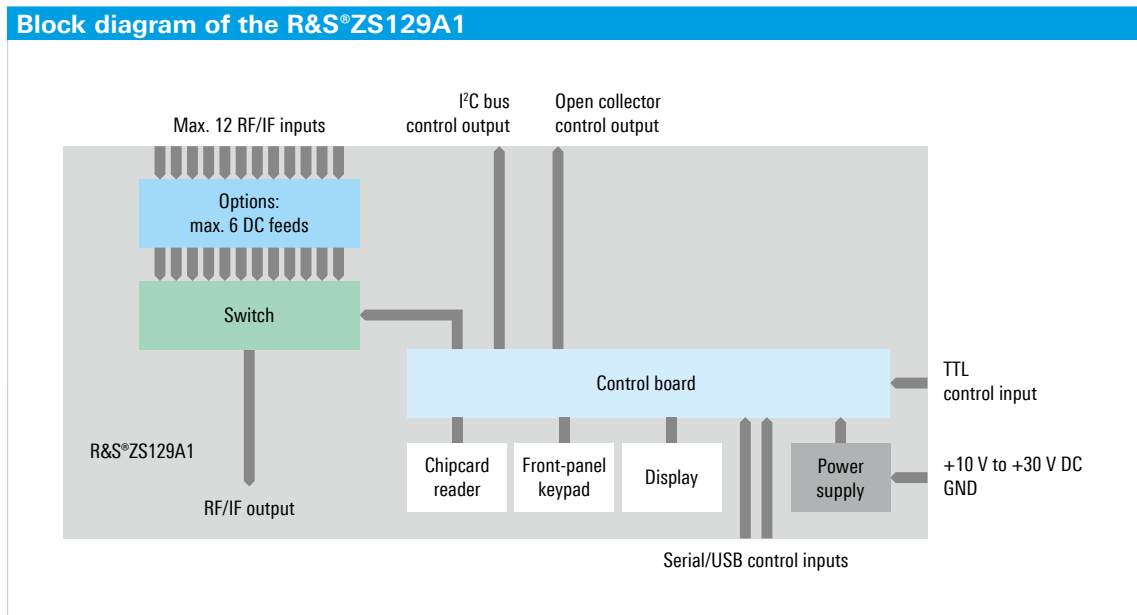 Block diagram of the R&S®ZS129A1
I²C bus
control output
Open collector
control output
Max. 12 RF/IF inputs
Options:
max. 6 DC feeds
Switch
Control board
TTL
control input
R&S®ZS129A1
Chipcard
reader
Front-panel
keypad
Display
Power
supply
+10 V to +30 V DC
GND
RF/IF output
Serial/USB control inputs